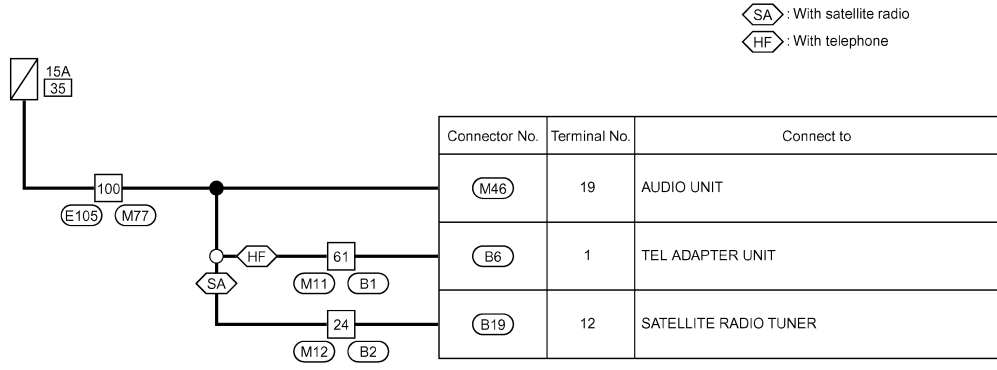 SA : With satellite radio
HF : With telephone
15A
35
Connector No. Terminal No. Connect to
100
E105 M77
M46 19 AUDIO UNIT
HF 61 B6 1 TEL ADAPTER UNIT
SA M11 B1
24 B19 12 SATELLITE RADIO TUNER
M12 B2